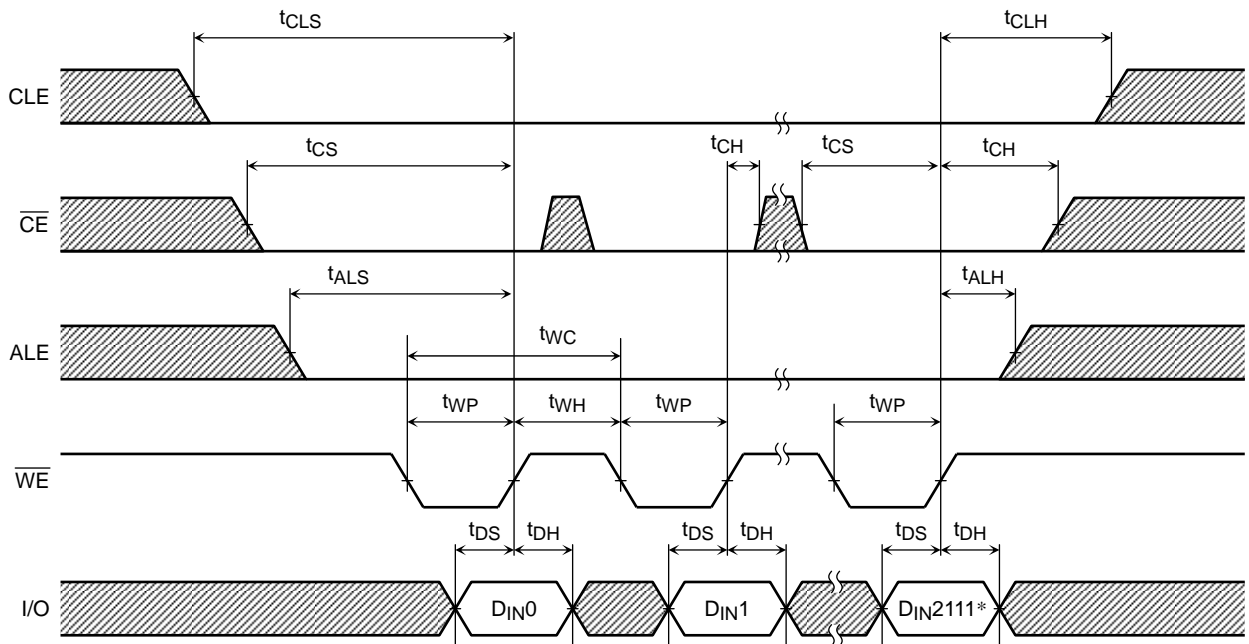 tCLS tCLH
CLE
tCS tCH tCS tCH
CE
tALS tALH
ALE
tWC
tWP tWH tWP tWP
WE
tDS tDH tDS tDH tDS tDH
I/O DIN0 DIN1 DIN2111*